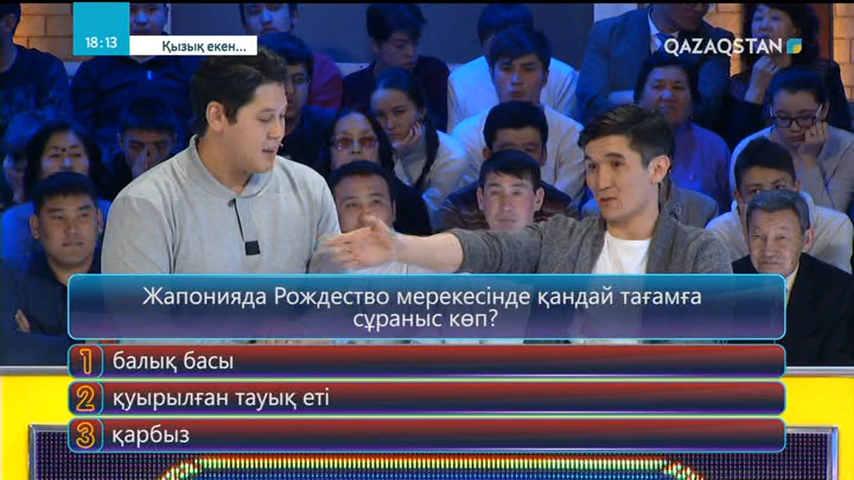 18:13
Қызық екен...
QAZAQSTAN
Жапонияда Рождество мерекесінде қандай тағамға
сұраныс көп?
1 балық басы
2 қуырылған тауық еті
3 қарбыз